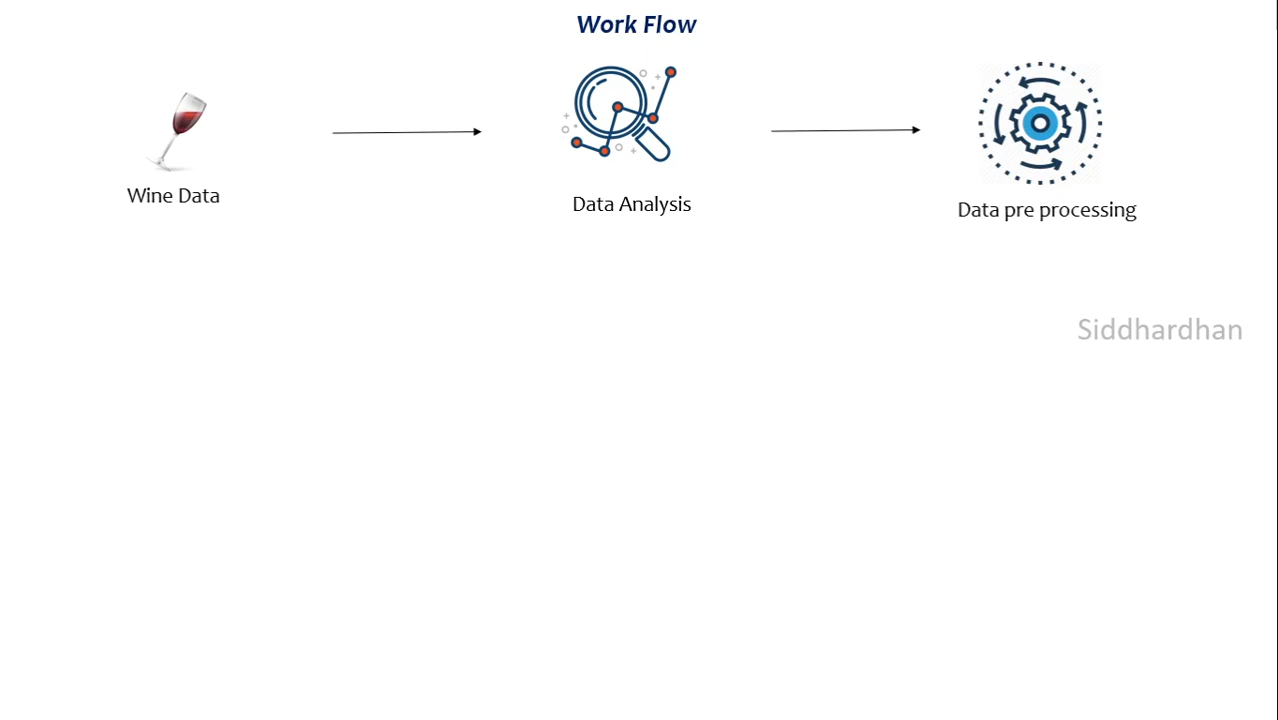 Work Flow
Wine Data
Data Analysis
Data pre processing
Siddhardhan